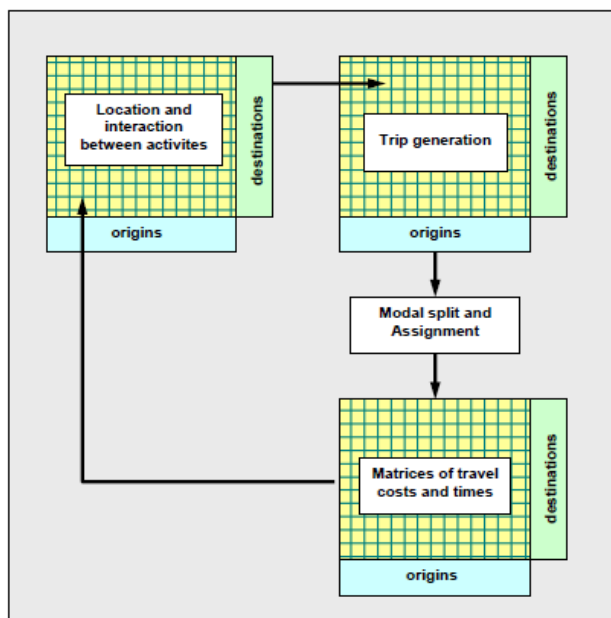 Location and
interaction
between activites
destinations
origins
Trip generation
destinations
origins
Modal split and
Assignment
Matrices of travel
costs and times
destinations
origins